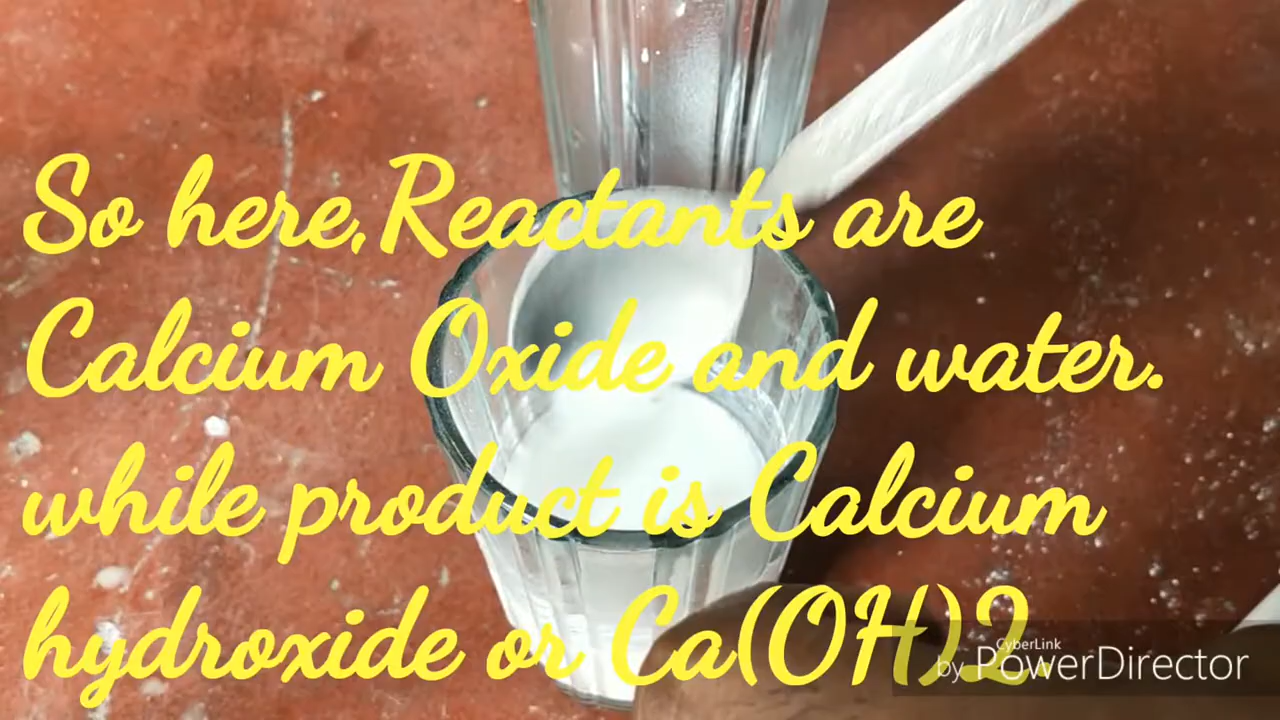 So here,Reactants are
Calcium Oxide and water.
while product is Calcium
hydroxide or Ca(OH)2
CyberLink
by PowerDirector